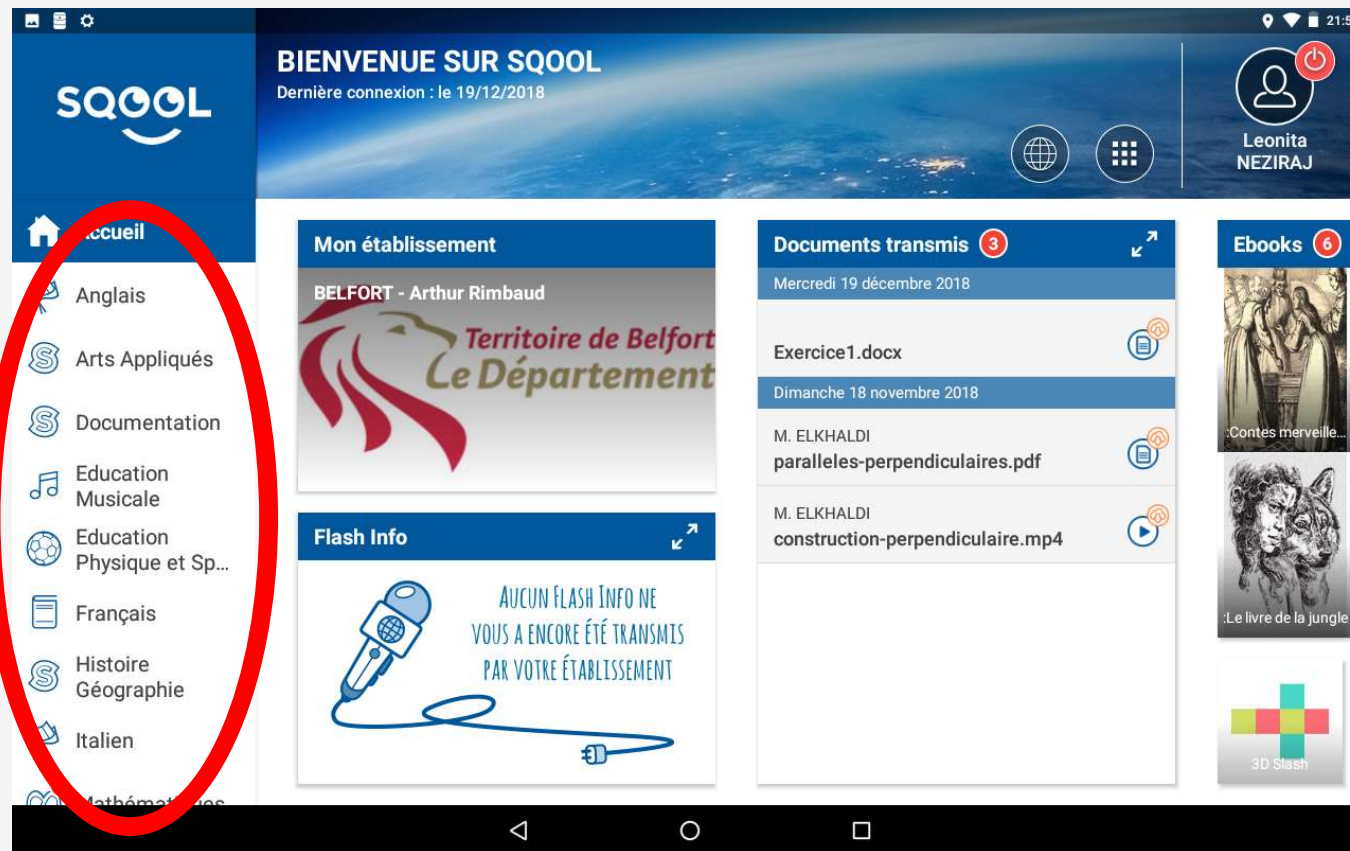 21:5
SQOOL
BIENVENUE SUR SQOOL
Dernière connexion : le 19/12/2018
Leonita
NEZIRAJ
Accueil
Anglais
Arts Appliqués
Documentation
Education
Musicale
Education
Physique et Sp...
Français
Histoire
Géographie
Italien
Mathématiques
Mon établissement
BELFORT - Arthur Rimbaud
Territoire de Belfort
Le Département
Flash Info
AUCUN FLASH INFO NE
VOUS A ENCORE ÉTÉ TRANSMIS
PAR VOTRE ÉTABLISSEMENT
Documents transmis 3
Mercredi 19 décembre 2018
Exercice1.docx
Dimanche 18 novembre 2018
M. ELKHALDI
paralleles-perpendiculaires.pdf
M. ELKHALDI
construction-perpendiculaire.mp4
Ebooks 6
:Contes merveille...
:Le livre de la jungle
3D Slash